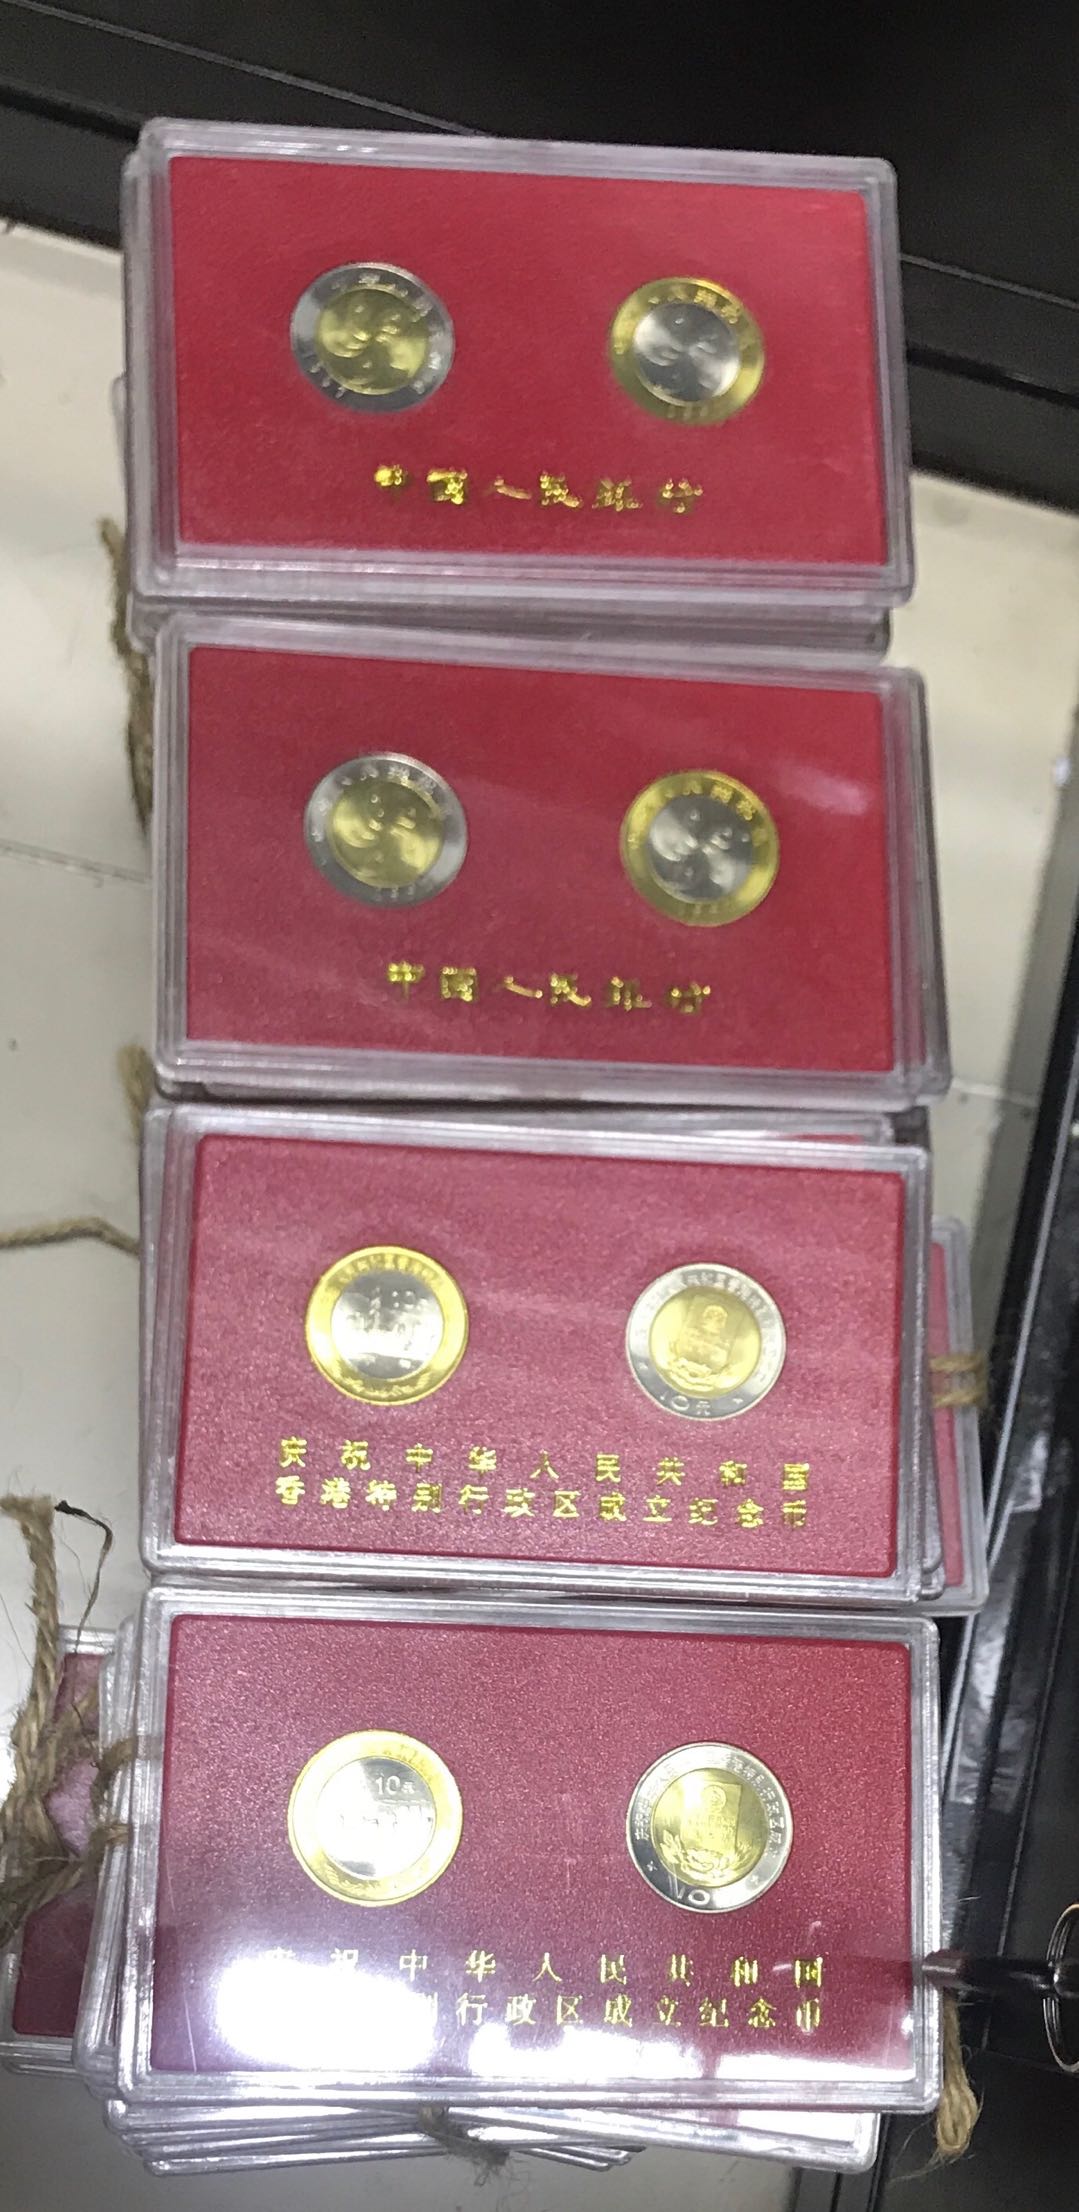 中国人民银行
中国人民银行
10元
庆祝中华人民共和国
香港特别行政区成立纪念币
10元
10
祝中华人民共和国
别行政区成立纪念币